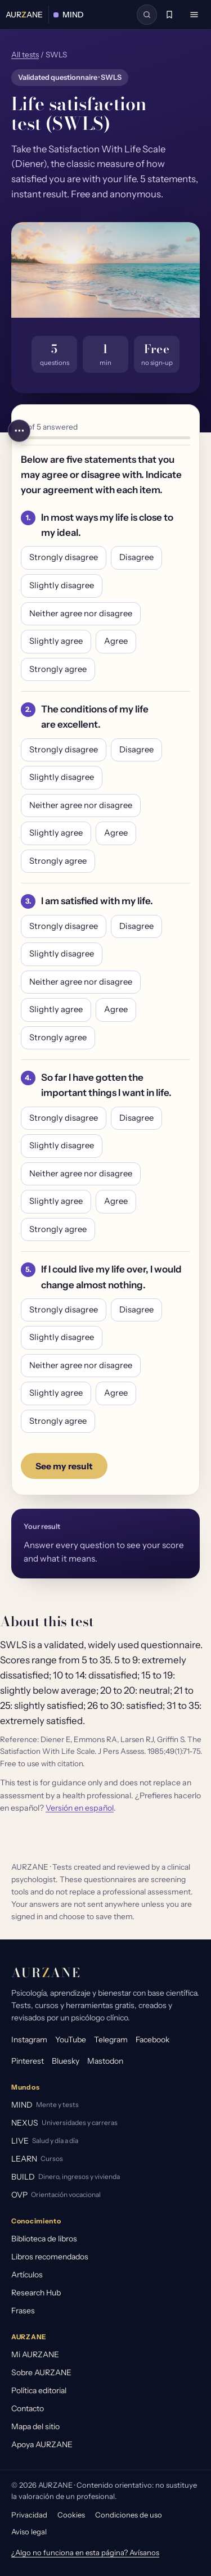 AURZANE MIND
All tests / SWLS
Validated questionnaire · SWLS
Life satisfaction
test (SWLS)
Take the Satisfaction With Life Scale
(Diener), the classic measure of how
satisfied you are with your life. 5 statements,
instant result. Free and anonymous.
5
questions
1
min
Free
no sign-up
of 5 answered
Below are five statements that you
may agree or disagree with. Indicate
your agreement with each item.
1. In most ways my life is close to
my ideal.
Strongly disagree Disagree
Slightly disagree
Neither agree nor disagree
Slightly agree Agree
Strongly agree
2. The conditions of my life
are excellent.
Strongly disagree Disagree
Slightly disagree
Neither agree nor disagree
Slightly agree Agree
Strongly agree
3. I am satisfied with my life.
Strongly disagree Disagree
Slightly disagree
Neither agree nor disagree
Slightly agree Agree
Strongly agree
4. So far I have gotten the
important things I want in life.
Strongly disagree Disagree
Slightly disagree
Neither agree nor disagree
Slightly agree Agree
Strongly agree
5. If I could live my life over, I would
change almost nothing.
Strongly disagree Disagree
Slightly disagree
Neither agree nor disagree
Slightly agree Agree
Strongly agree
See my result
Your result
Answer every question to see your score
and what it means.
About this test
SWLS is a validated, widely used questionnaire.
Scores range from 5 to 35. 5 to 9: extremely
dissatisfied; 10 to 14: dissatisfied; 15 to 19:
slightly below average; 20 to 20: neutral; 21 to
25: slightly satisfied; 26 to 30: satisfied; 31 to 35:
extremely satisfied.
Reference: Diener E, Emmons RA, Larsen RJ, Griffin S. The
Satisfaction With Life Scale. J Pers Assess. 1985;49(1):71-75.
Free to use with citation.
This test is for guidance only and does not replace an
assessment by a health professional. ¿Prefieres hacerlo
en español? Versión en español.
AURZANE · Tests created and reviewed by a clinical
psychologist. These questionnaires are screening
tools and do not replace a professional assessment.
Your answers are not sent anywhere unless you are
signed in and choose to save them.
AURZANE
Psicología, aprendizaje y bienestar con base científica.
Tests, cursos y herramientas gratis, creados y
revisados por un psicólogo clínico.
Instagram YouTube Telegram Facebook
Pinterest Bluesky Mastodon
Mundos
MIND Mente y tests
NEXUS Universidades y carreras
LIVE Salud y día a día
LEARN Cursos
BUILD Dinero, ingresos y vivienda
OVP Orientación vocacional
Conocimiento
Biblioteca de libros
Libros recomendados
Artículos
Research Hub
Frases
AURZANE
Mi AURZANE
Sobre AURZANE
Política editorial
Contacto
Mapa del sitio
Apoya AURZANE
© 2026 AURZANE · Contenido orientativo: no sustituye
la valoración de un profesional.
Privacidad Cookies Condiciones de uso
Aviso legal
¿Algo no funciona en esta página? Avísanos